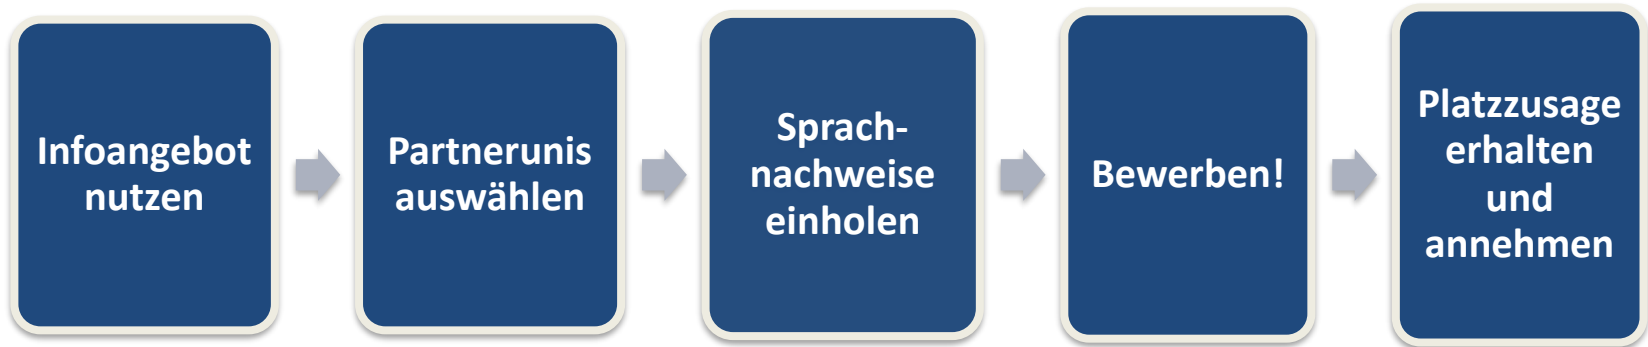 Infoangebot
nutzen
Partnerunis
auswählen
Sprach-
nachweise
einholen
Bewerben!
Platzzusage
erhalten
und
annehmen